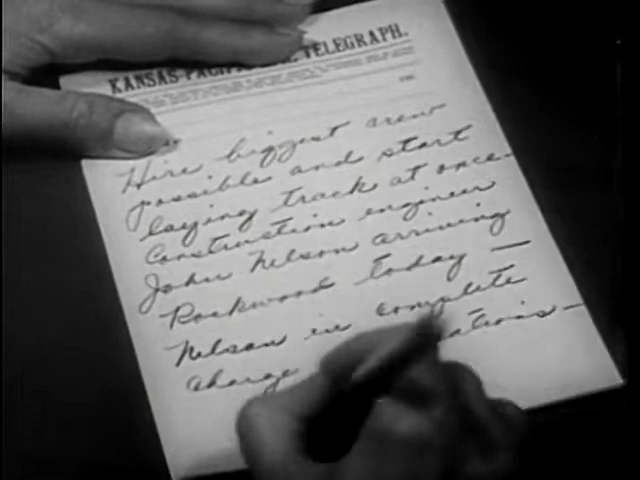 KANSAS-PACIFIC TELEGRAPH.
Hire biggest crew
possible and start
laying track at once-
Construction engineer
John Nelson arriving
Rockwood today —
Nelson in complete
charge